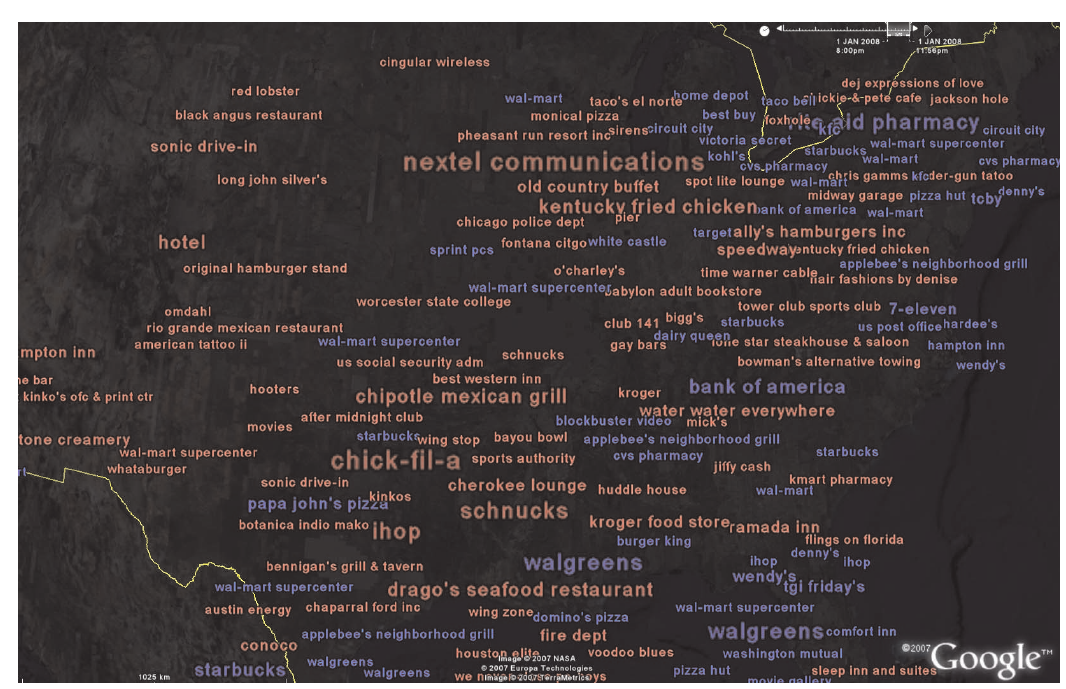 1 JAN 2008
8:00pm
1 JAN 2008
11:56pm
cingular wireless
dej expressions of love
red lobster
wal-mart
taco's el norte
home depot
taco bell
ickie-&-pete cafe
jackson hole
black angus restaurant
monical pizza
best buy
foxhole
aid pharmacy
kfc
circuit city
pheasant run resort inc
sirens
circuit city
victoria secret
wal-mart supercenter
sonic drive-in
nextel communications
kohl's
starbucks
wal-mart
cvs pharmacy
cvs pharmacy
long john silver's
old country buffet
spot lite lounge
wal-mart
chris gamms
kfc
der-gun tatoo
kentucky fried chicken
midway garage
pizza hut
tcby
denny's
chicago police dept
pier
bank of america
wal-mart
hotel
sprint pcs
fontana citgo
white castle
target
ally's hamburgers inc
speedway
entucky fried chicken
original hamburger stand
o'charley's
time warner cable
applebee's neighborhood grill
hair fashions by denise
wal-mart supercenter
babylon adult bookstore
worcester state college
tower club sports club
7-eleven
omdahl
club 141
bigg's
starbucks
us post office
hardee's
rio grande mexican restaurant
american tattoo ii
wal-mart supercenter
gay bars
dairy queen
lone star steakhouse & saloon
hampton inn
mpton inn
us social security adm
schnucks
bowman's alternative towing
wendy's
ne bar
best western inn
kinko's ofc & print ctr
hooters
chipotle mexican grill
kroger
bank of america
after midnight club
water water everywhere
movies
blockbuster video
mick's
tone creamery
starbucks
wing stop
bayou bowl
applebee's neighborhood grill
wal-mart supercenter
chick-fil-a
sports authority
cvs pharmacy
starbucks
whataburger
jiffy cash
sonic drive-in
cherokee lounge
huddle house
kmart pharmacy
wal-mart
papa john's pizza
kinkos
schnucks
botanica indio mako
ihop
kroger food store
ramada inn
burger king
flings on florida
denny's
bennigan's grill & tavern
walgreens
ihop
ihop
wal-mart supercenter
drago's seafood restaurant
wendy's
tgi friday's
austin energy
chaparral ford inc
wing zone
domino's pizza
wal-mart supercenter
applebee's neighborhood grill
fire dept
walgreens
comfort inn
conoco
houston elite
voodoo blues
washington mutual
starbucks
walgreens
walgreens
Image © 2007 NASA
© 2007 Europa Technologies
Image © 2007 TerraMetrics
pizza hut
movie gallery
sleep inn and suites
1025 km
©2007 Google™